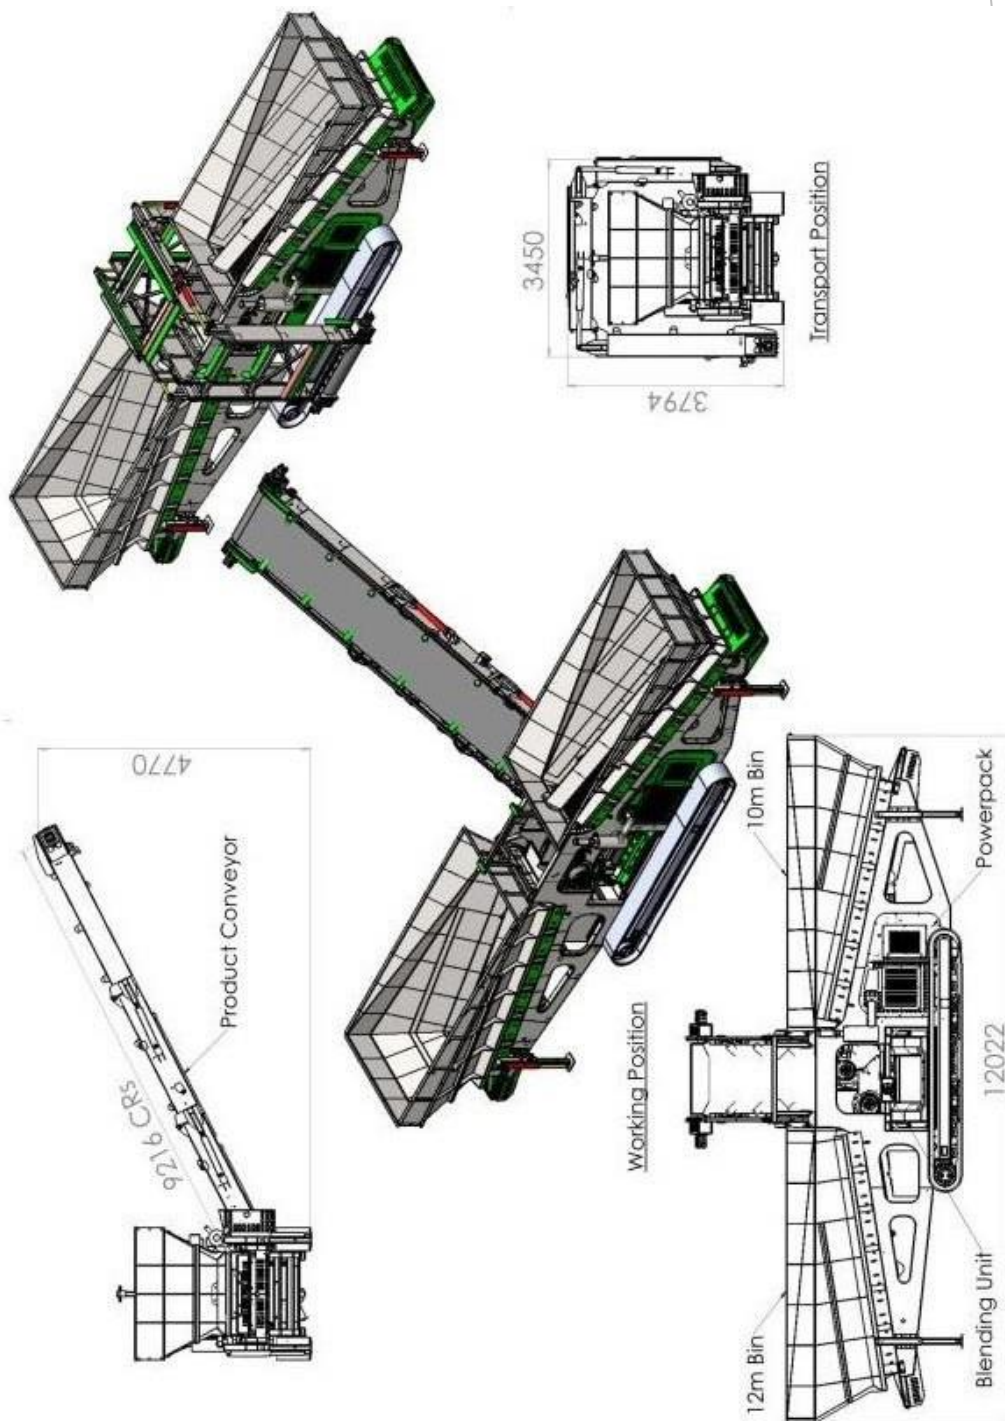 4770
9216 CRs
Product Conveyor
3450
3794
Transport Position
Working Position
12m Bin
10m Bin
Blending Unit
Powerpack
12022